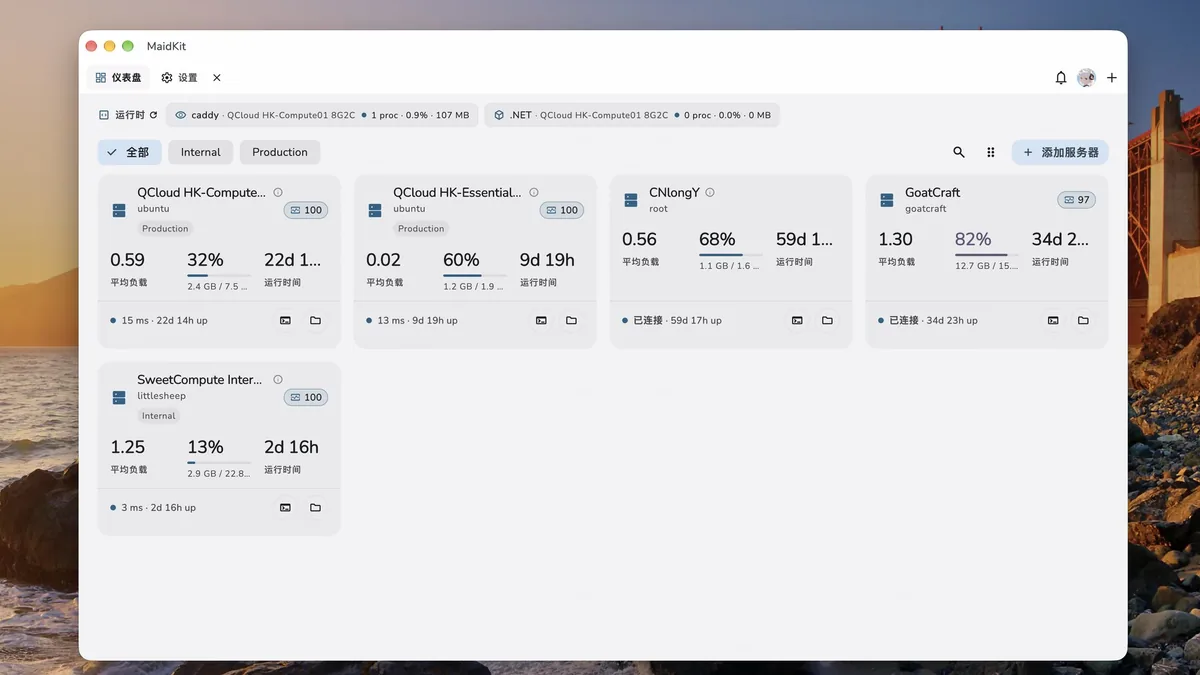 MaidKit
仪表盘
设置
运行时
caddy · QCloud HK-Compute01 8G2C • 1 proc · 0.9% · 107 MB
.NET · QCloud HK-Compute01 8G2C • 0 proc · 0.0% · 0 MB
全部
Internal
Production
添加服务器
QCloud HK-Compute...
ubuntu
100
Production
0.59
32%
22d 1...
平均负载
2.4 GB / 7.5 ...
运行时间
15 ms · 22d 14h up
QCloud HK-Essential...
ubuntu
100
Production
0.02
60%
9d 19h
平均负载
1.2 GB / 1.9 ...
运行时间
13 ms · 9d 19h up
CNlongY
root
0.56
68%
59d 1...
平均负载
1.1 GB / 1.6 ...
运行时间
已连接 · 59d 17h up
GoatCraft
goatcraft
97
1.30
82%
34d 2...
平均负载
12.7 GB / 15....
运行时间
已连接 · 34d 23h up
SweetCompute Inter...
littlesheep
100
Internal
1.25
13%
2d 16h
平均负载
2.9 GB / 22.8...
运行时间
3 ms · 2d 16h up